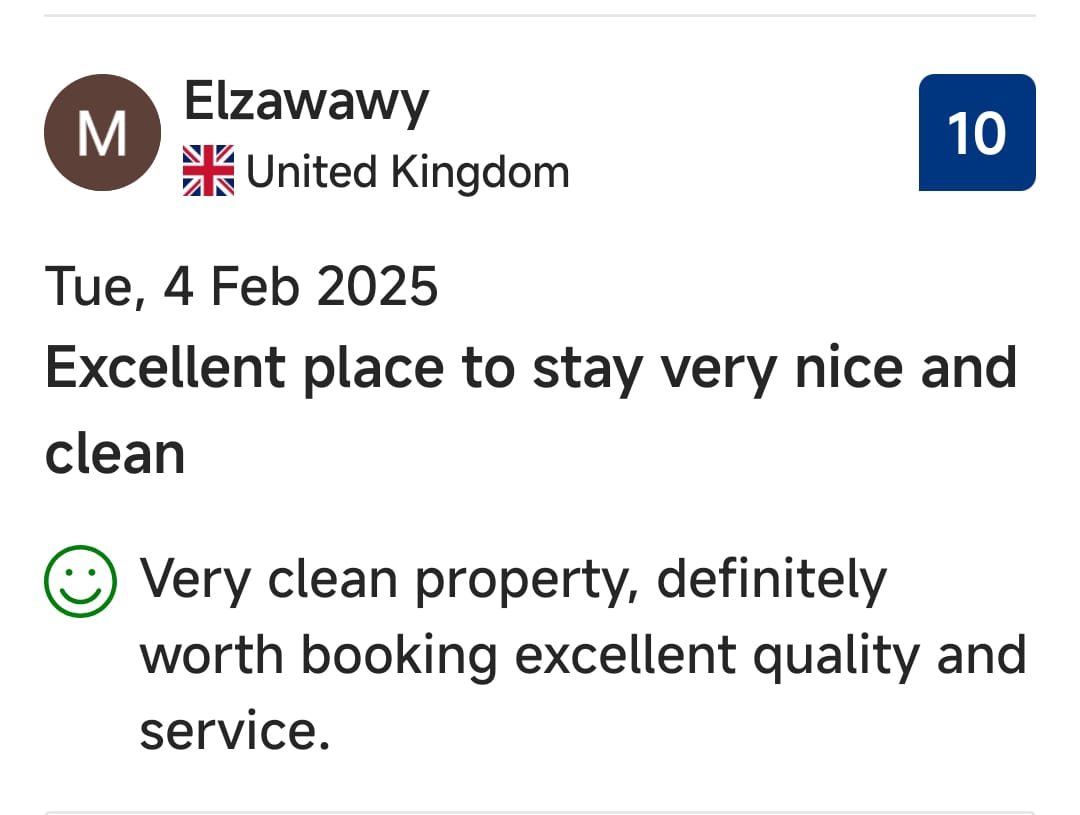 M
Elzawawy
United Kingdom
10
Tue, 4 Feb 2025
Excellent place to stay very nice and
clean
Very clean property, definitely
worth booking excellent quality and
service.